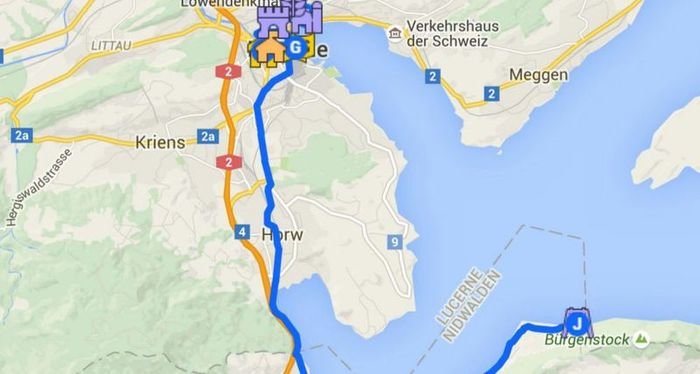 Löwendenkmal
LITTAU
Verkehrshaus
der Schweiz
G
e
2
2
2
Meggen
2a
2a
Kriens
2
Hergiswaldstrasse
4
Horw
9
LUCERNE
NIDWALDEN
J
Bürgenstock